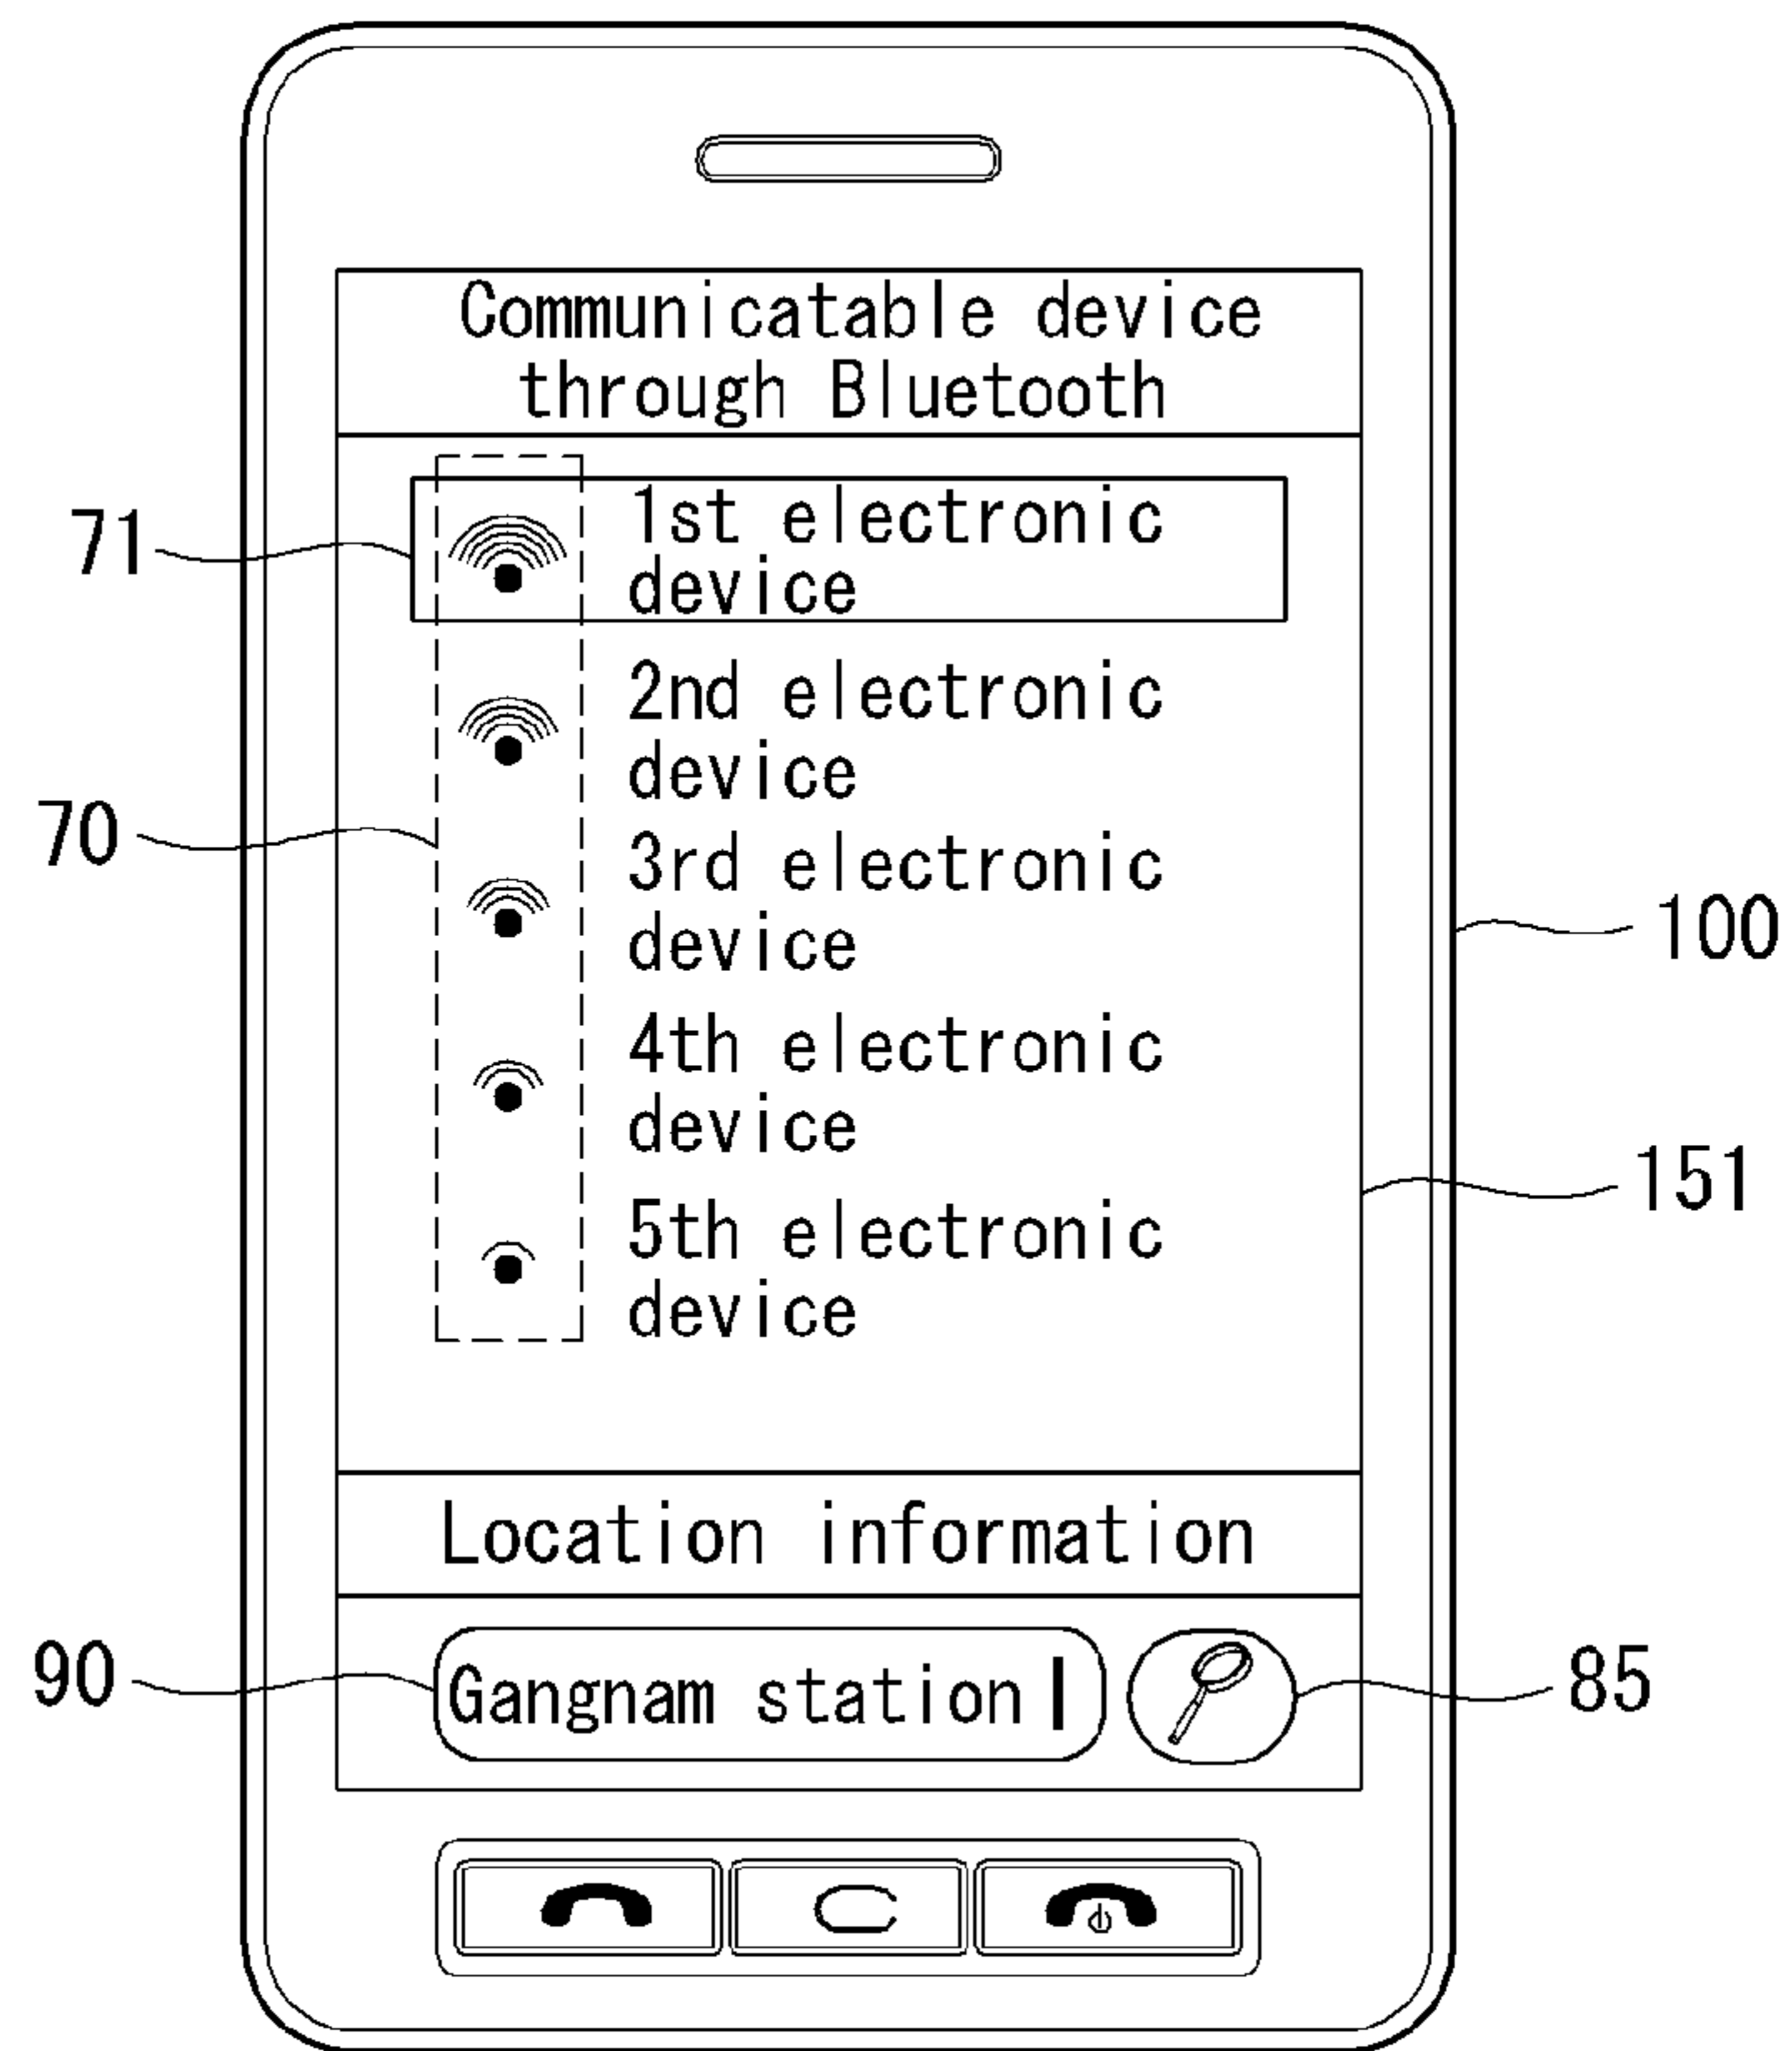 Communicatable device
through Bluetooth
71
1st electronic
device
2nd electronic
device
70
3rd electronic
device
100
4th electronic
device
151
5th electronic
device
Location information
90
Gangnam station
85
C